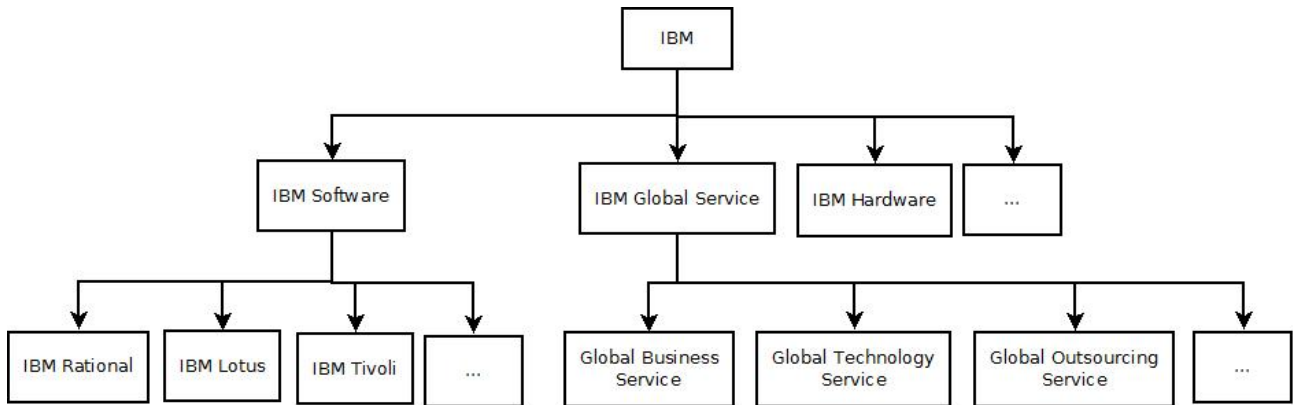 IBM
IBM Software
IBM Global Service
IBM Hardware
...
IBM Rational
IBM Lotus
IBM Tivoli
...
Global Business
Service
Global Technology
Service
Global Outsourcing
Service
...